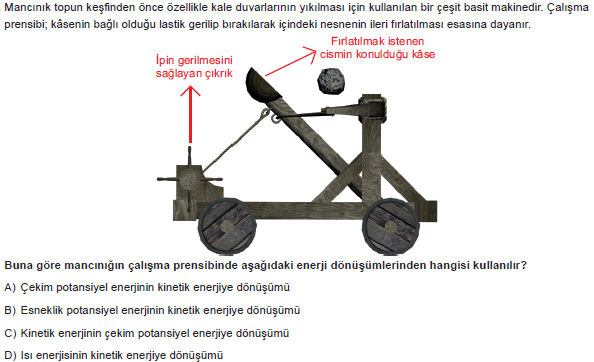 Mancınık topun keşfinden önce özellikle kale duvarlarının yıkılması için kullanılan bir çeşit basit makinedir. Çalışma
prensibi; kâsenin bağlı olduğu lastik gerilip bırakılarak içindeki nesnenin ileri fırlatılması esasına dayanır.
Fırlatılmak istenen
cismin konulduğu kâse
İpin gerilmesini
sağlayan çıkrık
Buna göre mancınığın çalışma prensibinde aşağıdaki enerji dönüşümlerinden hangisi kullanılır?
A) Çekim potansiyel enerjinin kinetik enerjiye dönüşümü
B) Esneklik potansiyel enerjinin kinetik enerjiye dönüşümü
C) Kinetik enerjinin çekim potansiyel enerjiye dönüşümü
D) Isı enerjisinin kinetik enerjiye dönüşümü